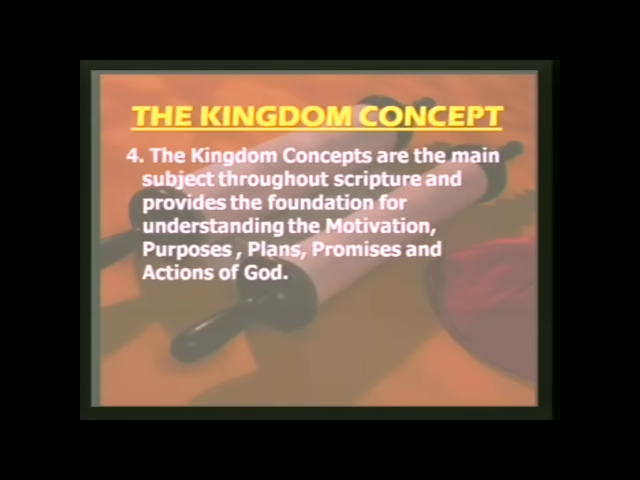 THE KINGDOM CONCEPT
4. The Kingdom Concepts are the main
subject throughout scripture and
provides the foundation for
understanding the Motivation,
Purposes , Plans, Promises and
Actions of God.